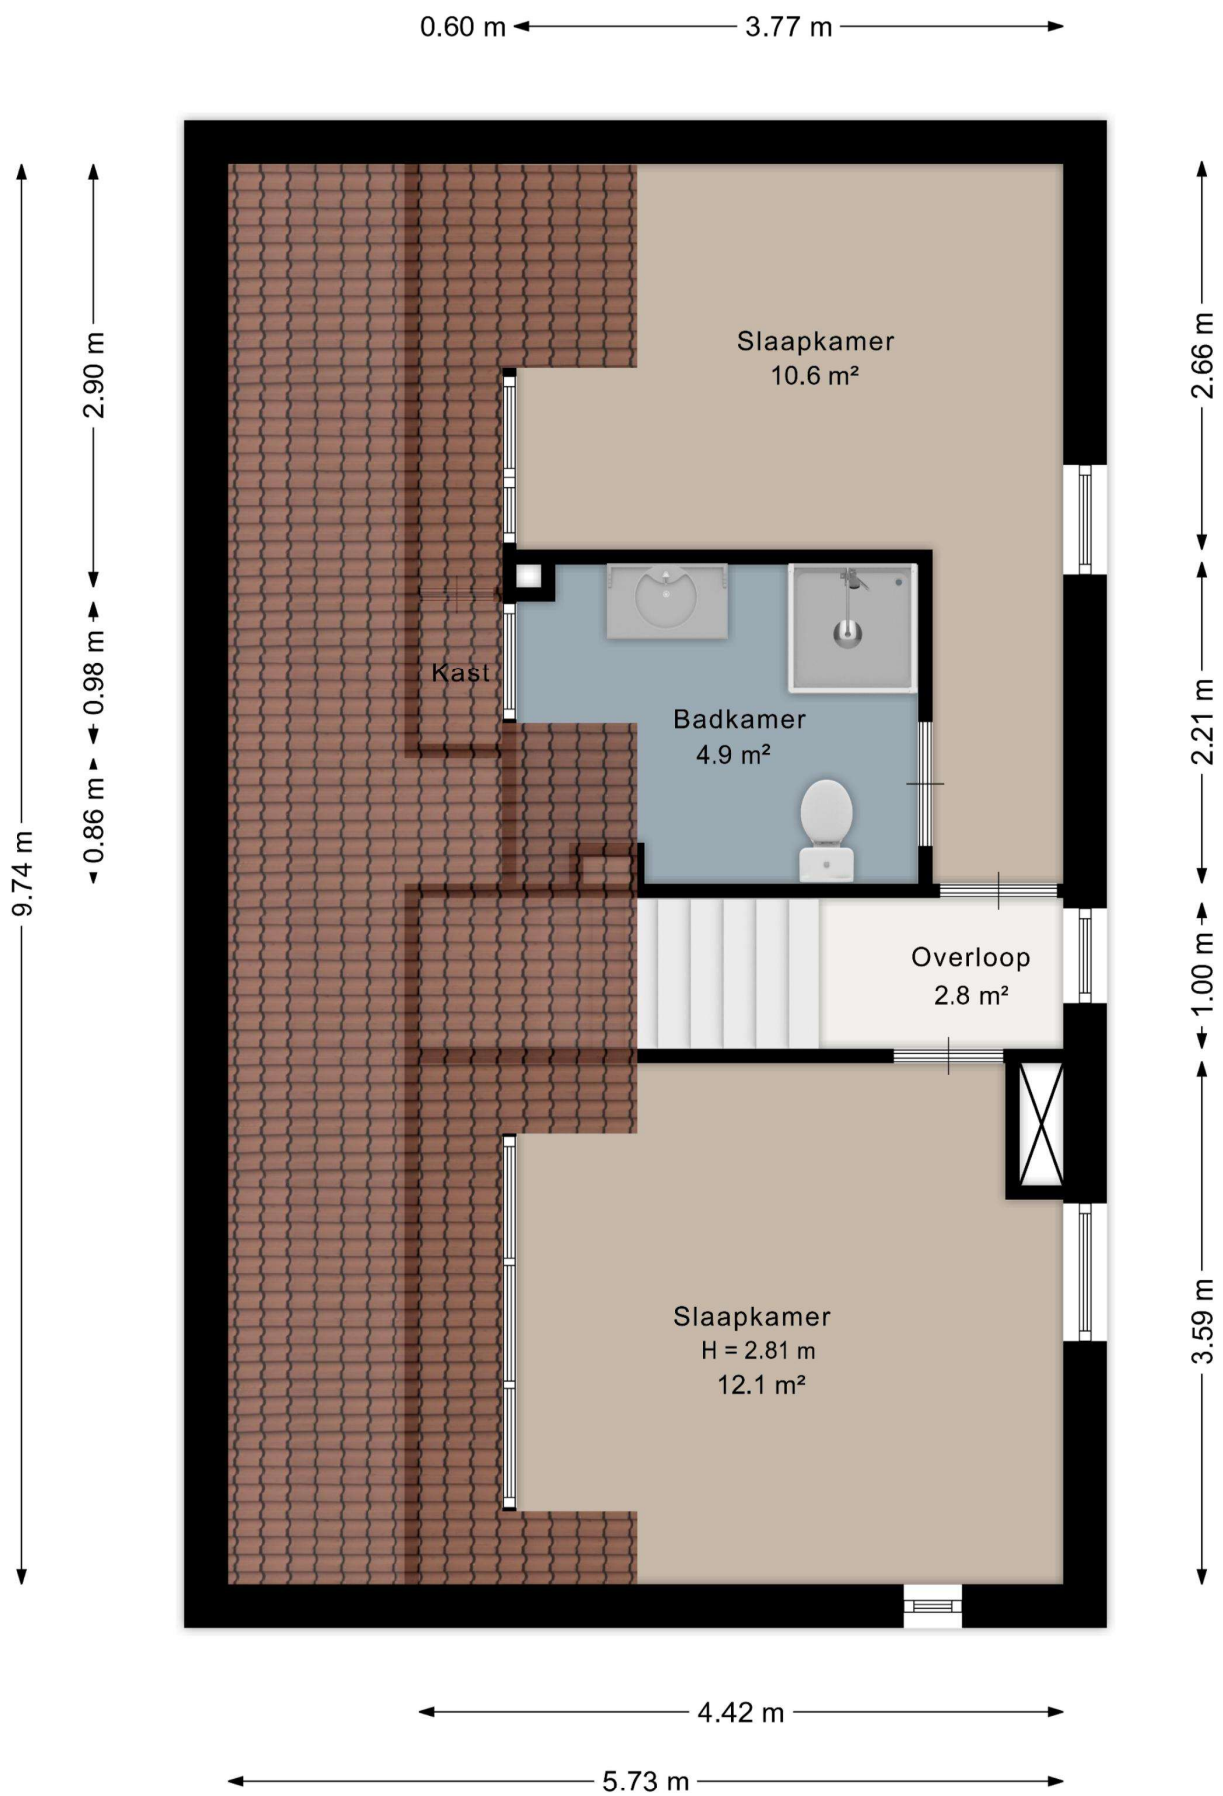 0.60 m
3.77 m
2.90 m
0.98 m
0.86 m
9.74 m
2.66 m
2.21 m
1.00 m
3.59 m
Slaapkamer
10.6 m²
Kast
Badkamer
4.9 m²
Overloop
2.8 m²
Slaapkamer
H = 2.81 m
12.1 m²
4.42 m
5.73 m